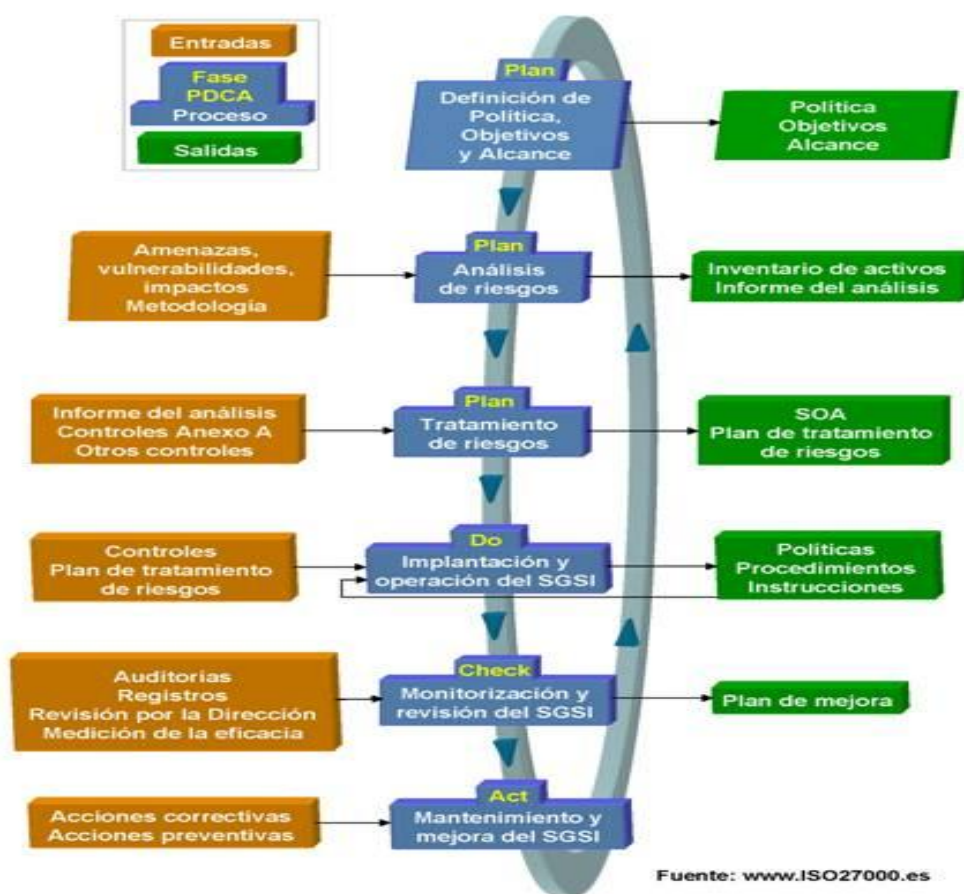 Entradas
Fase
PDCA
Proceso
Salidas
Plan
Definición de
Política,
Objetivos
y Alcance
Política
Objetivos
Alcance
Amenazas,
vulnerabilidades,
impactos
Metodología
Plan
Análisis
de riesgos
Inventario de activos
Informe del análisis
Informe del análisis
Controles Anexo A
Otros controles
Plan
Tratamiento
de riesgos
SOA
Plan de tratamiento
de riesgos
Controles
Plan de tratamiento
de riesgos
Do
Implantación y
operación del SGSI
Políticas
Procedimientos
Instrucciones
Auditorías
Registros
Revisión por la Dirección
Medición de la eficacia
Check
Monitorización y
revisión del SGSI
Plan de mejora
Acciones correctivas
Acciones preventivas
Act
Mantenimiento y
mejora del SGSI
Fuente: www.ISO27000.es